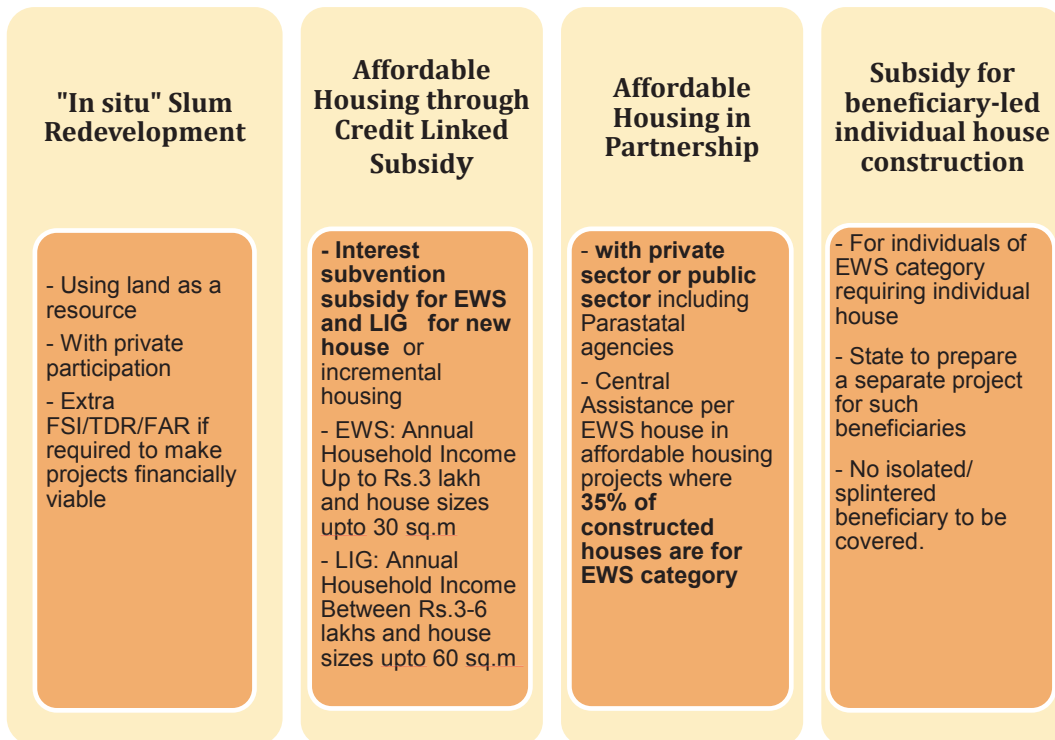 "In situ" Slum
Redevelopment
- Using land as a
resource
- With private
participation
- Extra
FSI/TDR/FAR if
required to make
projects financially
viable
Affordable
Housing through
Credit Linked
Subsidy
- Interest
subvention
subsidy for EWS
and LIG for new
house or
incremental
housing
- EWS: Annual
Household Income
Up to Rs.3 lakh
and house sizes
upto 30 sq.m
- LIG: Annual
Household Income
Between Rs.3-6
lakhs and house
sizes upto 60 sq.m
Affordable
Housing in
Partnership
- with private
sector or public
sector including
Parastatal
agencies
- Central
Assistance per
EWS house in
affordable housing
projects where
35% of
constructed
houses are for
EWS category
Subsidy for
beneficiary-led
individual house
construction
- For individuals of
EWS category
requiring individual
house
- State to prepare
a separate project
for such
beneficiaries
- No isolated/
splintered
beneficiary to be
covered.